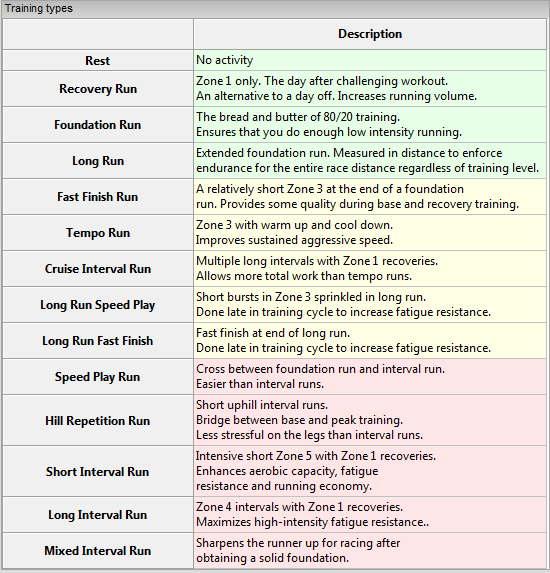 Training types
Description
Rest
No activity
Recovery Run
Zone 1 only. The day after challenging workout.
An alternative to a day off. Increases running volume.
Foundation Run
The bread and butter of 80/20 training.
Ensures that you do enough low intensity running.
Long Run
Extended foundation run. Measured in distance to enforce
endurance for the entire race distance regardless of training level.
Fast Finish Run
A relatively short Zone 3 at the end of a foundation
run. Provides some quality during base and recovery training.
Tempo Run
Zone 3 with warm up and cool down.
Improves sustained aggressive speed.
Cruise Interval Run
Multiple long intervals with Zone 1 recoveries.
Allows more total work than tempo runs.
Long Run Speed Play
Short bursts in Zone 3 sprinkled in long run.
Done late in training cycle to increase fatigue resistance.
Long Run Fast Finish
Fast finish at end of long run.
Done late in training cycle to increase fatigue resistance.
Speed Play Run
Cross between foundation run and interval run.
Easier than interval runs.
Hill Repetition Run
Short uphill interval runs.
Bridge between base and peak training.
Less stressful on the legs than interval runs.
Short Interval Run
Intensive short Zone 5 with Zone 1 recoveries.
Enhances aerobic capacity, fatigue
resistance and running economy.
Long Interval Run
Zone 4 intervals with Zone 1 recoveries.
Maximizes high-intensity fatigue resistance..
Mixed Interval Run
Sharpens the runner up for racing after
obtaining a solid foundation.